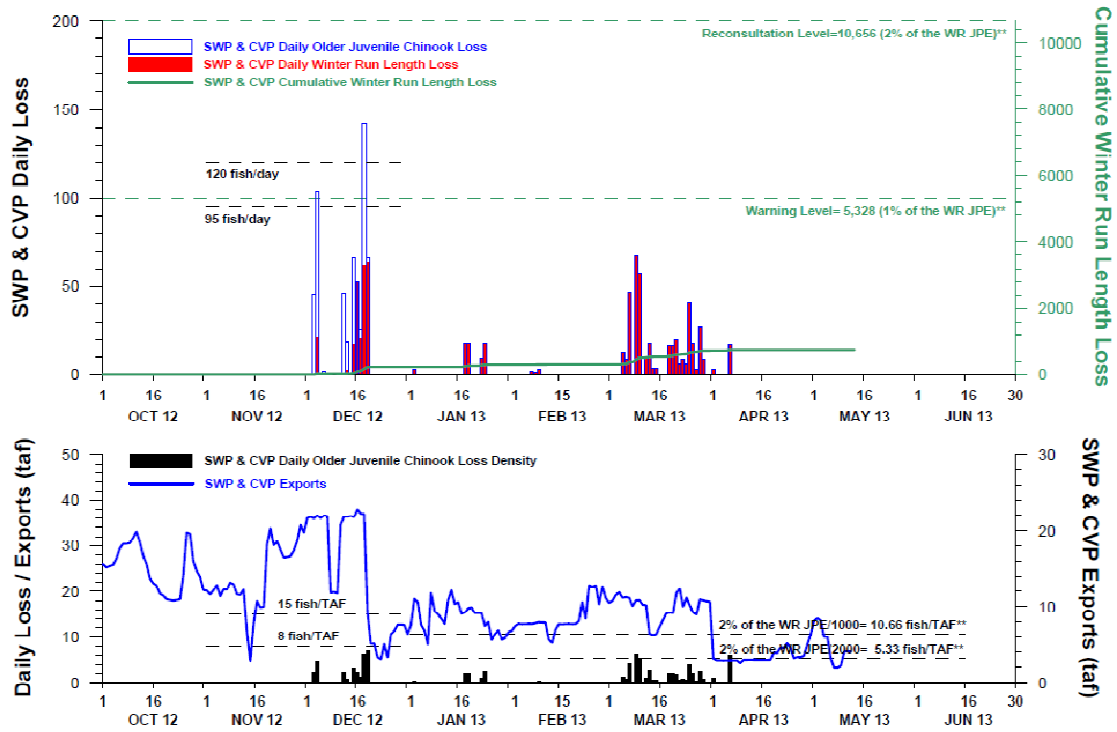 200
150
100
50
0
SWP & CVP Daily Loss
SWP & CVP Daily Older Juvenile Chinook Loss
SWP & CVP Daily Winter Run Length Loss
SWP & CVP Cumulative Winter Run Length Loss
Reconsultation Level=10,656 (2% of the WR JPE)**
120 fish/day
95 fish/day
Warning Level= 5,328 (1% of the WR JPE)**
10000
8000
6000
4000
2000
0
Cumulative Winter Run Length Loss
1 16 1 16 1 16 1 16 1 15 1 16 1 16 1 16 1 16 30
OCT 12 NOV 12 DEC 12 JAN 13 FEB 13 MAR 13 APR 13 MAY 13 JUN 13
50
40
30
20
10
0
Daily Loss / Exports (taf)
SWP & CVP Daily Older Juvenile Chinook Loss Density
SWP & CVP Exports
15 fish/TAF
8 fish/TAF
2% of the WR JPE/1000= 10.66 fish/TAF**
2% of the WR JPE/2000= 5.33 fish/TAF**
30
20
10
0
SWP & CVP Exports (taf)
1 16 1 16 1 16 1 16 1 15 1 16 1 16 1 16 1 16 30
OCT 12 NOV 12 DEC 12 JAN 13 FEB 13 MAR 13 APR 13 MAY 13 JUN 13